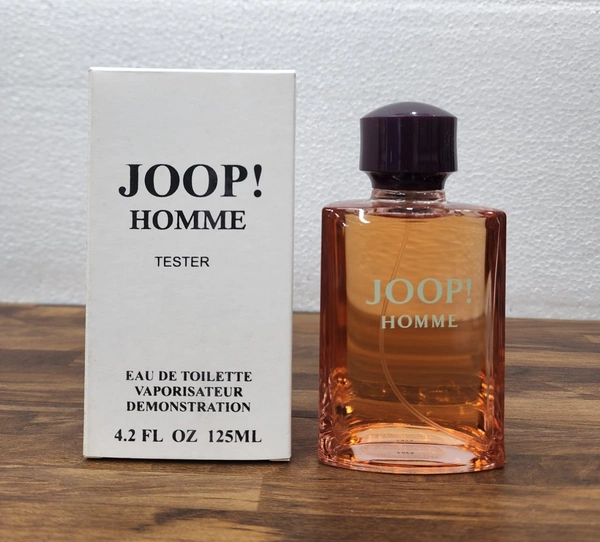 JOOP!
HOMME
TESTER
EAU DE TOILETTE
VAPORISATEUR
DEMONSTRATION
4.2 FL OZ 125ML
JOOP!
HOMME